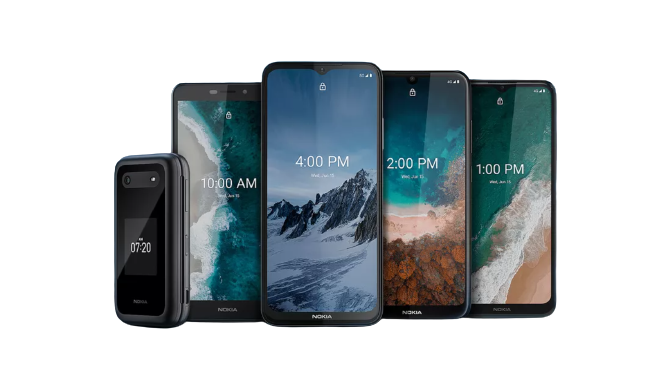 07:20
NOKIA
10:00 AM
Wed, Jun 15
NOKIA
4:00 PM
Wed, Jun 15
NOKIA
2:00 PM
Wed, Jun 15
NOKIA
1:00 PM
Wed, Jun 15
NOKIA